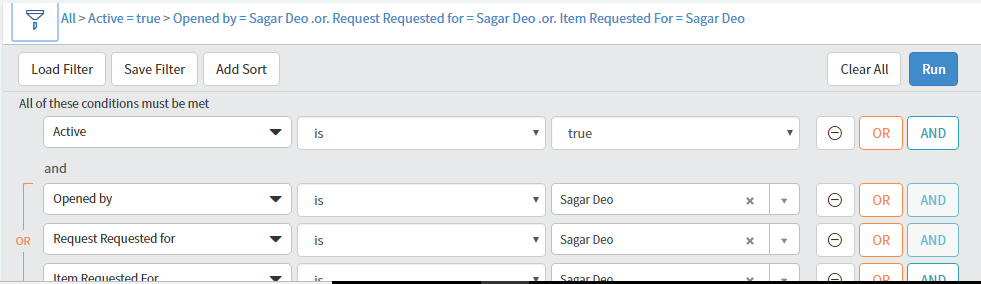 All > Active = true > Opened by = Sagar Deo .or. Request Requested for = Sagar Deo .or. Item Requested For = Sagar Deo
Load Filter Save Filter Add Sort Clear All Run
All of these conditions must be met
Active is true OR AND
and
Opened by is Sagar Deo OR AND
OR Request Requested for is Sagar Deo OR AND
Item Requested For is Sagar Deo OR AND